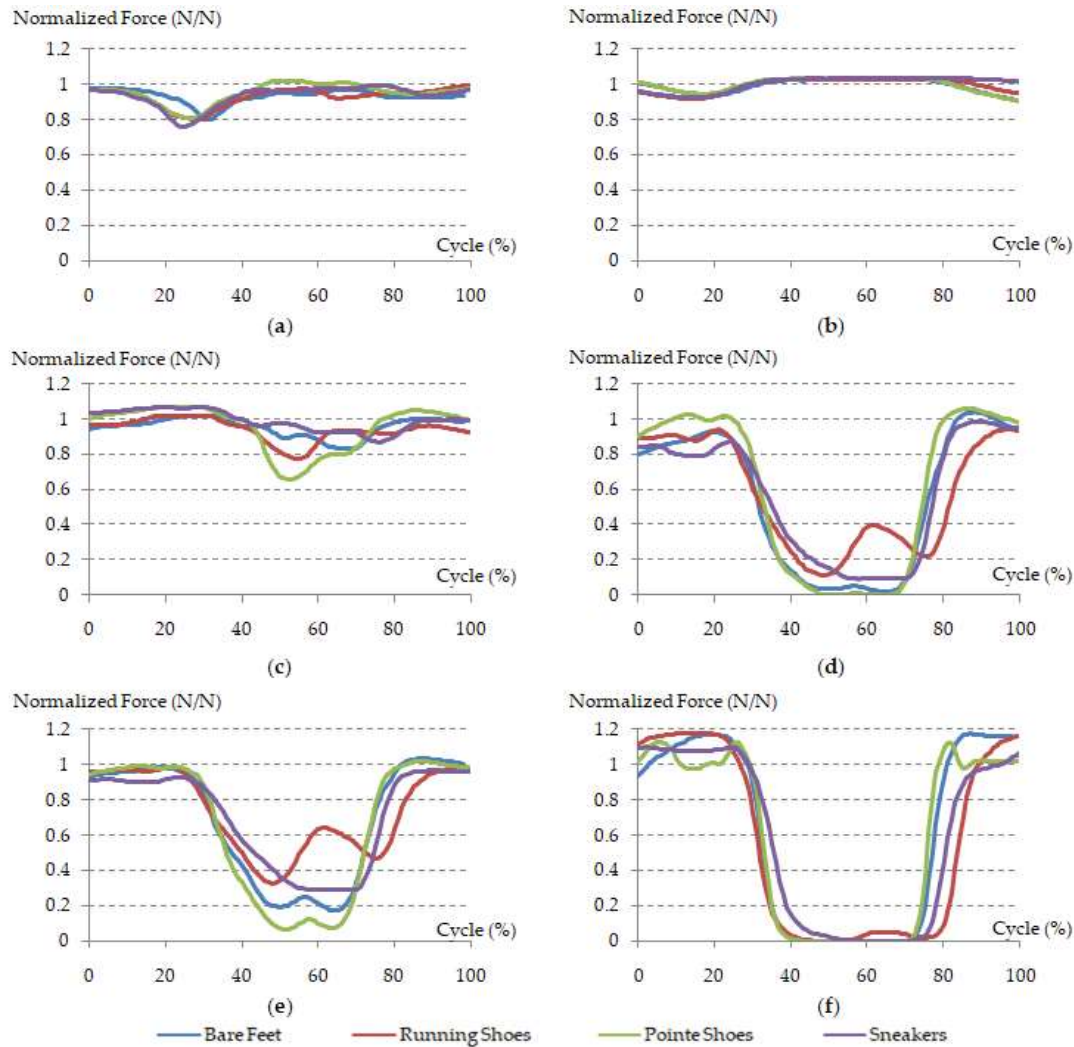 Normalized Force (N/N)
1.2
1
0.8
0.6
0.4
0.2
0
Cycle (%)
0 20 40 60 80 100
(a)
Normalized Force (N/N)
1.2
1
0.8
0.6
0.4
0.2
0
Cycle (%)
0 20 40 60 80 100
(b)
Normalized Force (N/N)
1.2
1
0.8
0.6
0.4
0.2
0
Cycle (%)
0 20 40 60 80 100
(c)
Normalized Force (N/N)
1.2
1
0.8
0.6
0.4
0.2
0
Cycle (%)
0 20 40 60 80 100
(d)
Normalized Force (N/N)
1.2
1
0.8
0.6
0.4
0.2
0
Cycle (%)
0 20 40 60 80 100
(e)
Normalized Force (N/N)
1.2
1
0.8
0.6
0.4
0.2
0
Cycle (%)
0 20 40 60 80 100
(f)
Bare Feet Running Shoes Pointe Shoes Sneakers